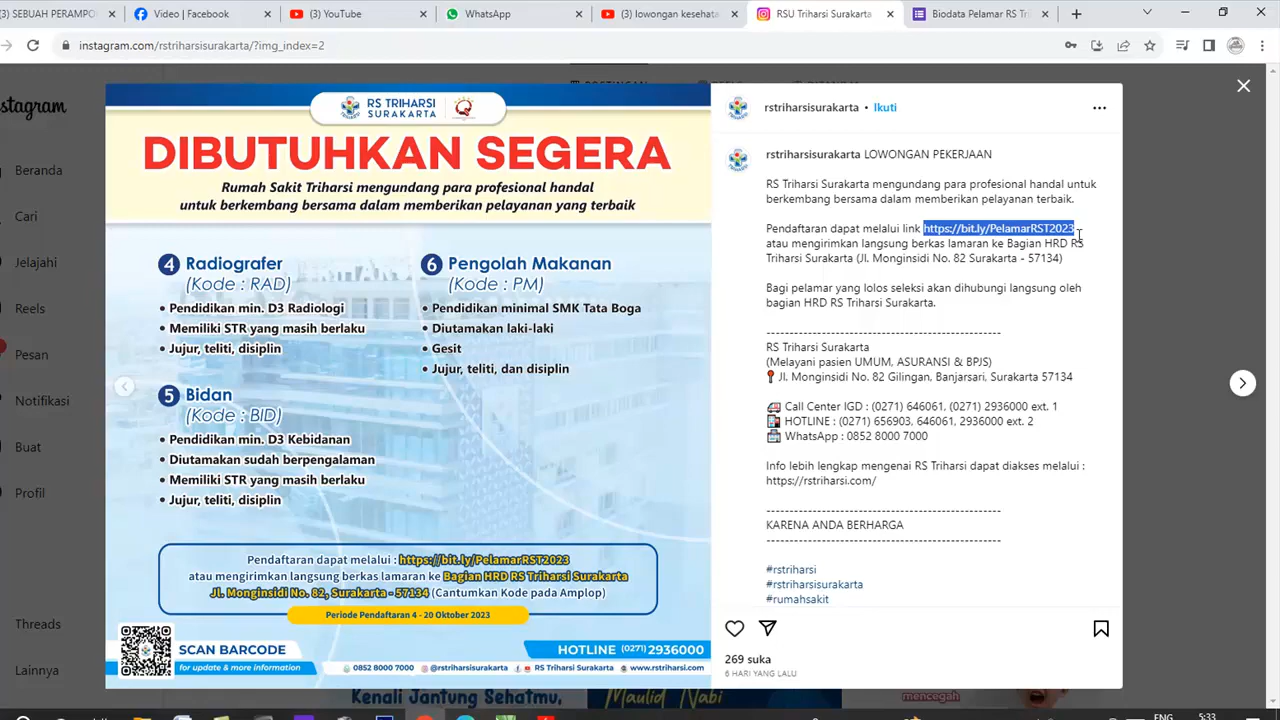 (3) SEBUAH PERAMPO
Video | Facebook
(3) YouTube
WhatsApp
(3) lowongan kesehata
RSU Triharsi Surakarta
Biodata Pelamar RS Tri
instagram.com/rstriharsisurakarta/?img_index=2
stagram
Beranda
Cari
Jelajahi
Reels
Pesan
Notifikasi
Buat
Profil
Threads
Lainnya
RS TRIHARSI
SURAKARTA
DIBUTUHKAN SEGERA
Rumah Sakit Triharsi mengundang para profesional handal
untuk berkembang bersama dalam memberikan pelayanan yang terbaik
4 Radiografer
(Kode : RAD)
• Pendidikan min. D3 Radiologi
• Memiliki STR yang masih berlaku
• Jujur, teliti, disiplin
5 Bidan
(Kode : BID)
• Pendidikan min. D3 Kebidanan
• Diutamakan sudah berpengalaman
• Memiliki STR yang masih berlaku
• Jujur, teliti, disiplin
6 Pengolah Makanan
(Kode : PM)
• Pendidikan minimal SMK Tata Boga
• Diutamakan laki-laki
• Gesit
• Jujur, teliti, dan disiplin
Pendaftaran dapat melalui : https://bit.ly/PelamarRST2023
atau mengirimkan langsung berkas lamaran ke Bagian HRD RS Triharsi Surakarta
Jl. Monginsidi No. 82, Surakarta - 57134 (Cantumkan Kode pada Amplop)
Periode Pendaftaran 4 - 20 Oktober 2023
SCAN BARCODE
for update & more information
HOTLINE (0271) 2936000
0852 8000 7000 @rstriharsisurakarta RS Triharsi Surakarta www.rstriharsi.com
rstriharsisurakarta • Ikuti
rstriharsisurakarta LOWONGAN PEKERJAAN
RS Triharsi Surakarta mengundang para profesional handal untuk
berkembang bersama dalam memberikan pelayanan terbaik.
Pendaftaran dapat melalui link https://bit.ly/PelamarRST2023
atau mengirimkan langsung berkas lamaran ke Bagian HRD RS
Triharsi Surakarta (Jl. Monginsidi No. 82 Surakarta - 57134)
Bagi pelamar yang lolos seleksi akan dihubungi langsung oleh
bagian HRD RS Triharsi Surakarta.
--------------------------------------------------
RS Triharsi Surakarta
(Melayani pasien UMUM, ASURANSI & BPJS)
Jl. Monginsidi No. 82 Gilingan, Banjarsari, Surakarta 57134
Call Center IGD : (0271) 646061, (0271) 2936000 ext. 1
HOTLINE : (0271) 656903, 646061, 2936000 ext. 2
WhatsApp : 0852 8000 7000
Info lebih lengkap mengenai RS Triharsi dapat diakses melalui :
https://rstriharsi.com/
--------------------------------------------------
KARENA ANDA BERHARGA
--------------------------------------------------
#rstriharsi
#rstriharsisurakarta
#rumahsakit
269 suka
6 HARI YANG LALU
Kenali Jantung Sehatmu,
Maulid Nabi
mencegah
ENG
5:33